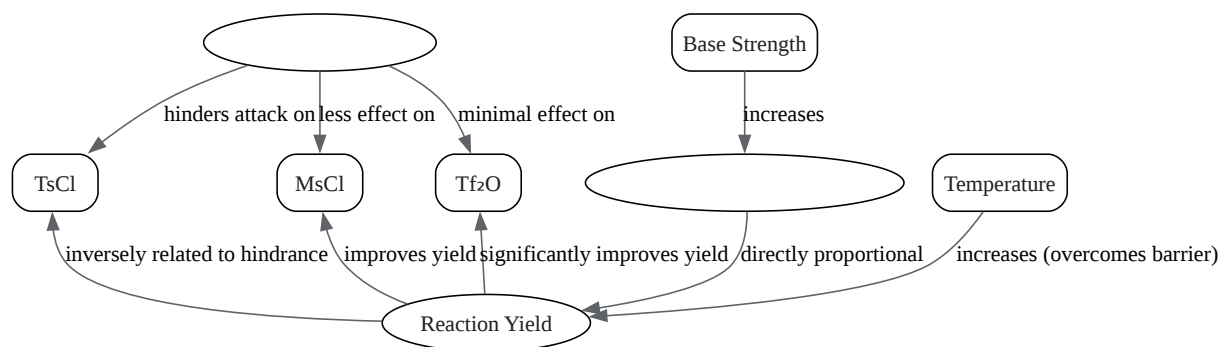 Base Strength
hinders attack on
less effect on
minimal effect on
increases
TsCl
MsCl
Tf₂O
Temperature
inversely related to hindrance
improves yield
significantly improves yield
directly proportional
increases (overcomes barrier)
Reaction Yield